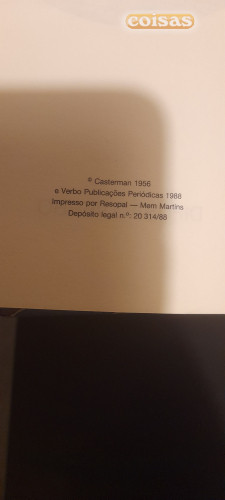 coisas
© Casterman 1956
e Verbo Publicações Periódicas 1988
Impresso por Resopal — Mem Martins
Depósito legal n.º: 20 314/88